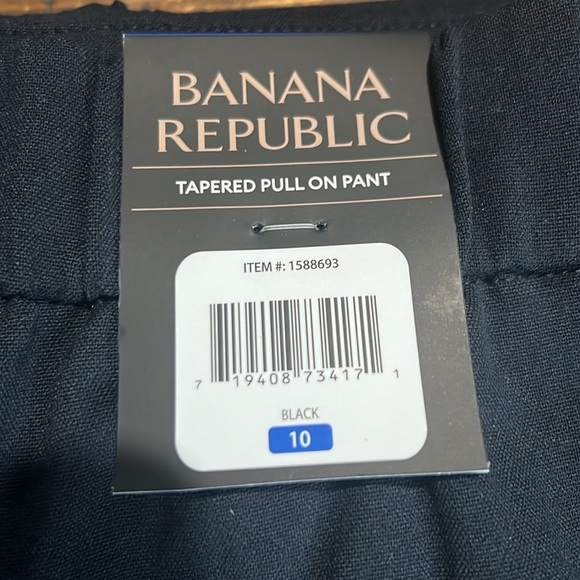 BANANA
REPUBLIC
TAPERED PULL ON PANT
ITEM #: 1588693
7 19408 73417 1
BLACK
10